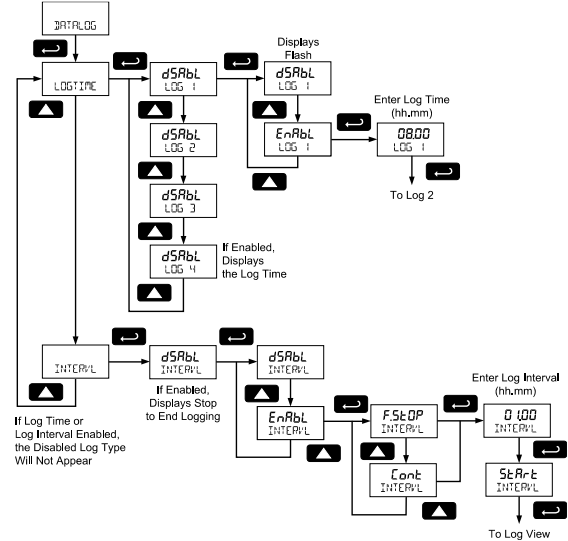 DATALOG
Displays
Flash
LOGTIME
dSAbL
LOG 1
dSAbL
LOG 1
Enter Log Time
(hh.mm)
dSAbL
LOG 2
EnAbL
LOG 1
08.00
LOG 1
To Log 2
dSAbL
LOG 3
dSAbL
LOG 4
If Enabled,
Displays
the Log Time
INTERVL
dSAbL
INTERVL
dSAbL
INTERVL
If Enabled,
Displays Stop
to End Logging
Enter Log Interval
(hh.mm)
If Log Time or
Log Interval Enabled,
the Disabled Log Type
Will Not Appear
EnAbL
INTERVL
F.StOP
INTERVL
01.00
INTERVL
Cont
INTERVL
StArt
INTERVL
To Log View